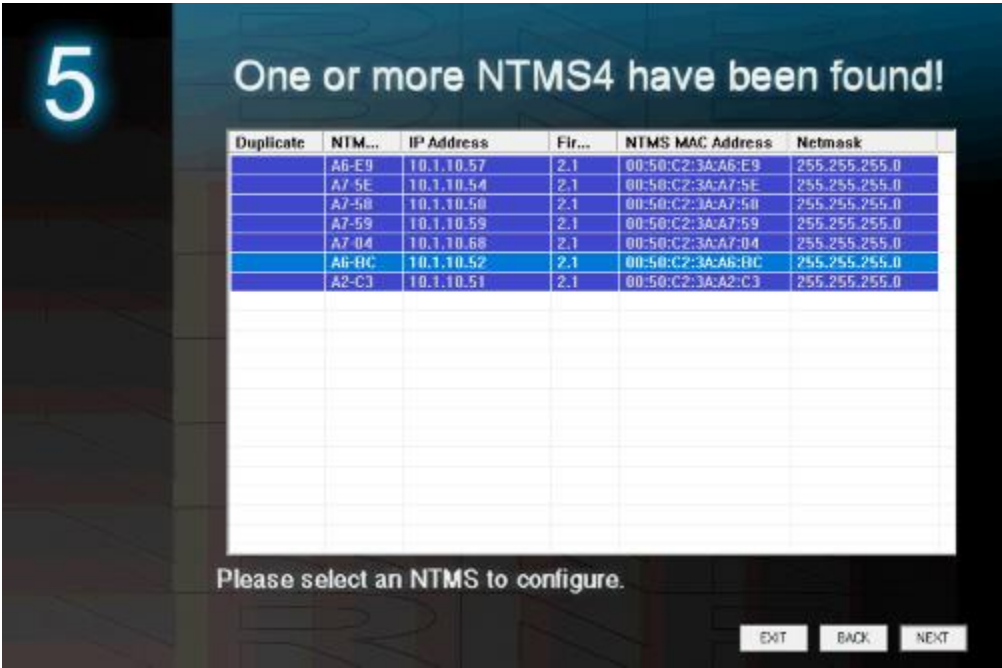 5
One or more NTMS4 have been found!
Duplicate NTM... IP Address Fir... NTMS MAC Address Netmask
A6-E9 10.1.10.57 2.1 00:50:C2:3A:A6:E9 255.255.255.0
A7-5E 10.1.10.54 2.1 00:50:C2:3A:A7:5E 255.255.255.0
A7-58 10.1.10.58 2.1 00:50:C2:3A:A7:58 255.255.255.0
A7-59 10.1.10.59 2.1 00:50:C2:3A:A7:59 255.255.255.0
A7-04 10.1.10.68 2.1 00:50:C2:3A:A7:04 255.255.255.0
A6-BC 10.1.10.52 2.1 00:50:C2:3A:A6:BC 255.255.255.0
A2-C3 10.1.10.51 2.1 00:50:C2:3A:A2:C3 255.255.255.0
Please select an NTMS to configure.
EXIT BACK NEXT